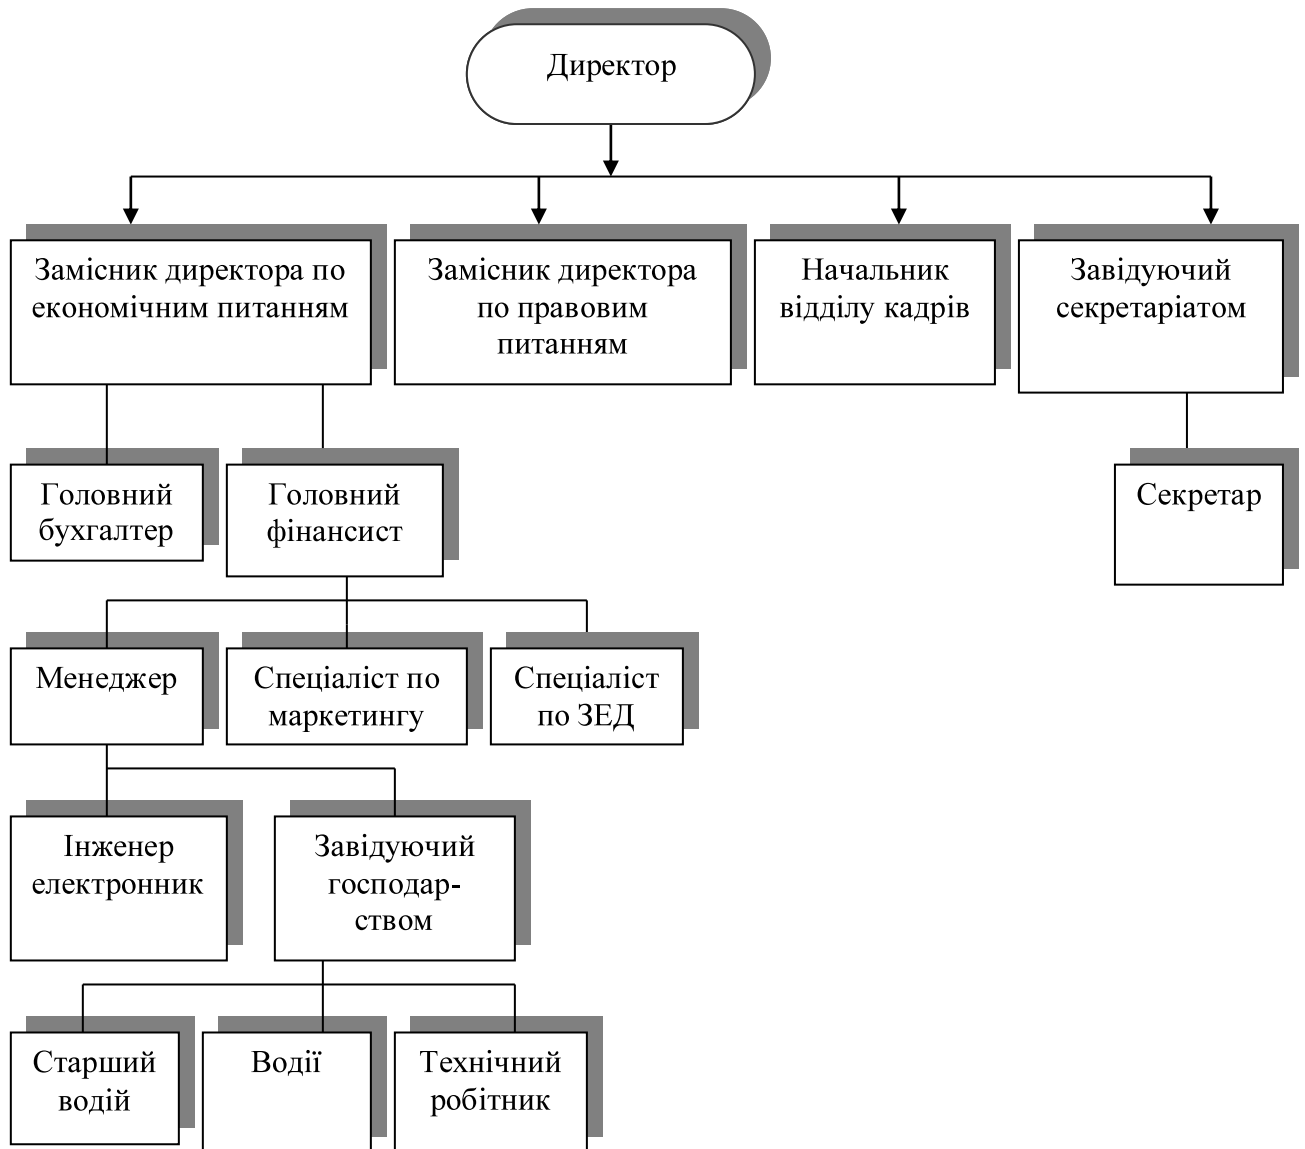 Директор
Замісник директора по
економічним питанням
Замісник директора
по правовим
питанням
Начальник
відділу кадрів
Завідуючий
секретаріатом
Головний
бухгалтер
Головний
фінансист
Секретар
Менеджер
Спеціаліст по
маркетингу
Спеціаліст
по ЗЕД
Інженер
електронник
Завідуючий
господар-
ством
Старший
водій
Водії
Технічний
робітник